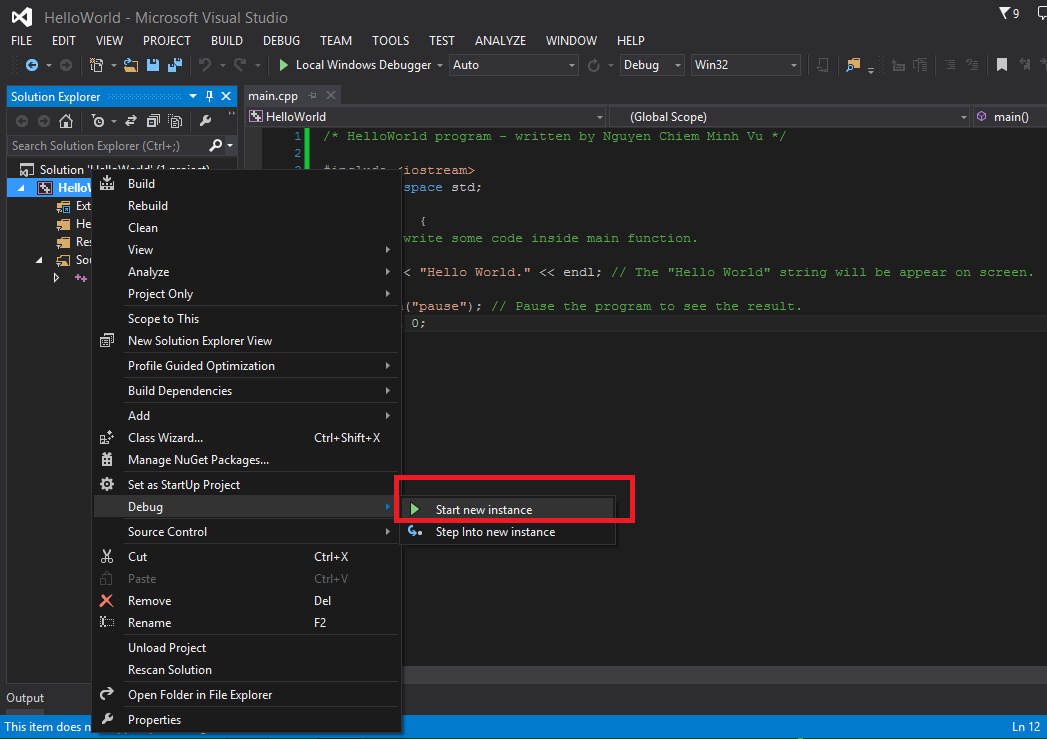 HelloWorld - Microsoft Visual Studio
9
FILE EDIT VIEW PROJECT BUILD DEBUG TEAM TOOLS TEST ANALYZE WINDOW HELP
Local Windows Debugger Auto Debug Win32
Solution Explorer
main.cpp
HelloWorld (Global Scope) main()
Search Solution Explorer (Ctrl+;)
1 /* HelloWorld program - written by Nguyen Chiem Minh Vu */
2
Solution 'HelloWorld' (1 project)
3 #include <iostream>
space std;
{
write some code inside main function.
< "Hello World." << endl; // The "Hello World" string will be appear on screen.
("pause"); // Pause the program to see the result.
0;
HelloW
Ext
He
Res
Sou
Build
Rebuild
Clean
View
Analyze
Project Only
Scope to This
New Solution Explorer View
Profile Guided Optimization
Build Dependencies
Add
Class Wizard... Ctrl+Shift+X
Manage NuGet Packages...
Set as StartUp Project
Debug
Source Control
Cut Ctrl+X
Paste Ctrl+V
Remove Del
Rename F2
Unload Project
Rescan Solution
Open Folder in File Explorer
Properties
Start new instance
Step Into new instance
Output
This item does n
Ln 12